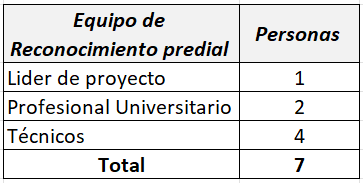 Equipo de
Reconocimiento predial Personas
Lider de proyecto 1
Profesional Universitario 2
Técnicos 4
Total 7